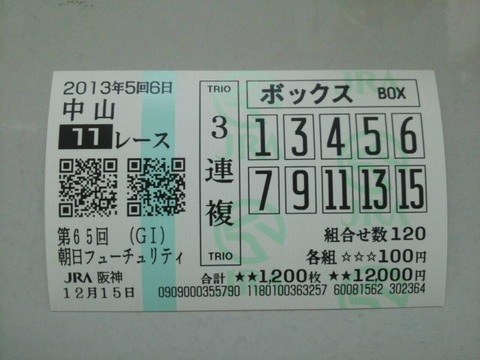 2013年5回6日
中山
11レース
第65回 (GI)
朝日フューチュリティ
JRA 阪神
12月15日
TRIO
3連複
TRIO
ボックス BOX
1 3 4 5 6
7 9 11 13 15
組合せ数120
各組 ☆☆☆100円
合計 ★★1,200枚 ★★12000円
0909000355790 1180100363257 60081562 302364
JRA
JRA